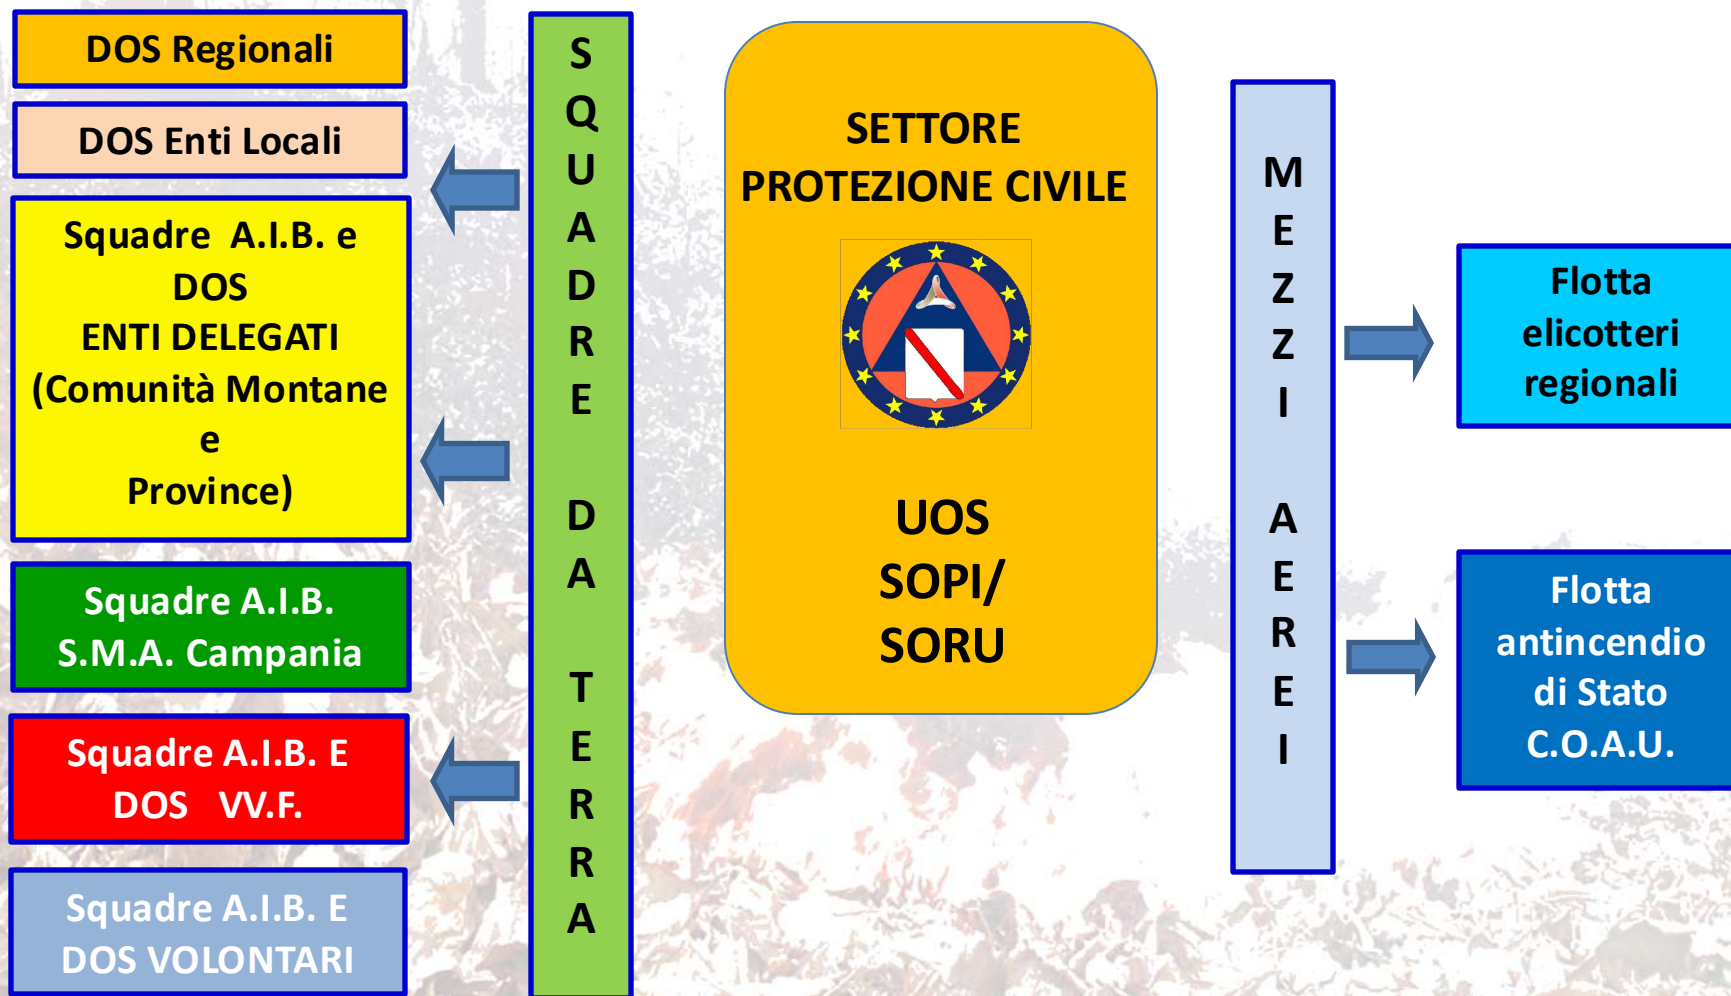 DOS Regionali
DOS Enti Locali
Squadre A.I.B. e
DOS
ENTI DELEGATI
(Comunità Montane
e
Province)
Squadre A.I.B.
S.M.A. Campania
Squadre A.I.B. E
DOS VV.F.
Squadre A.I.B. E
DOS VOLONTARI
SQUADRE DA TERRA
SETTORE
PROTEZIONE CIVILE
UOS
SOPI/
SORU
MEZZI AEREI
Flotta
elicotteri
regionali
Flotta
antincendio
di Stato
C.O.A.U.